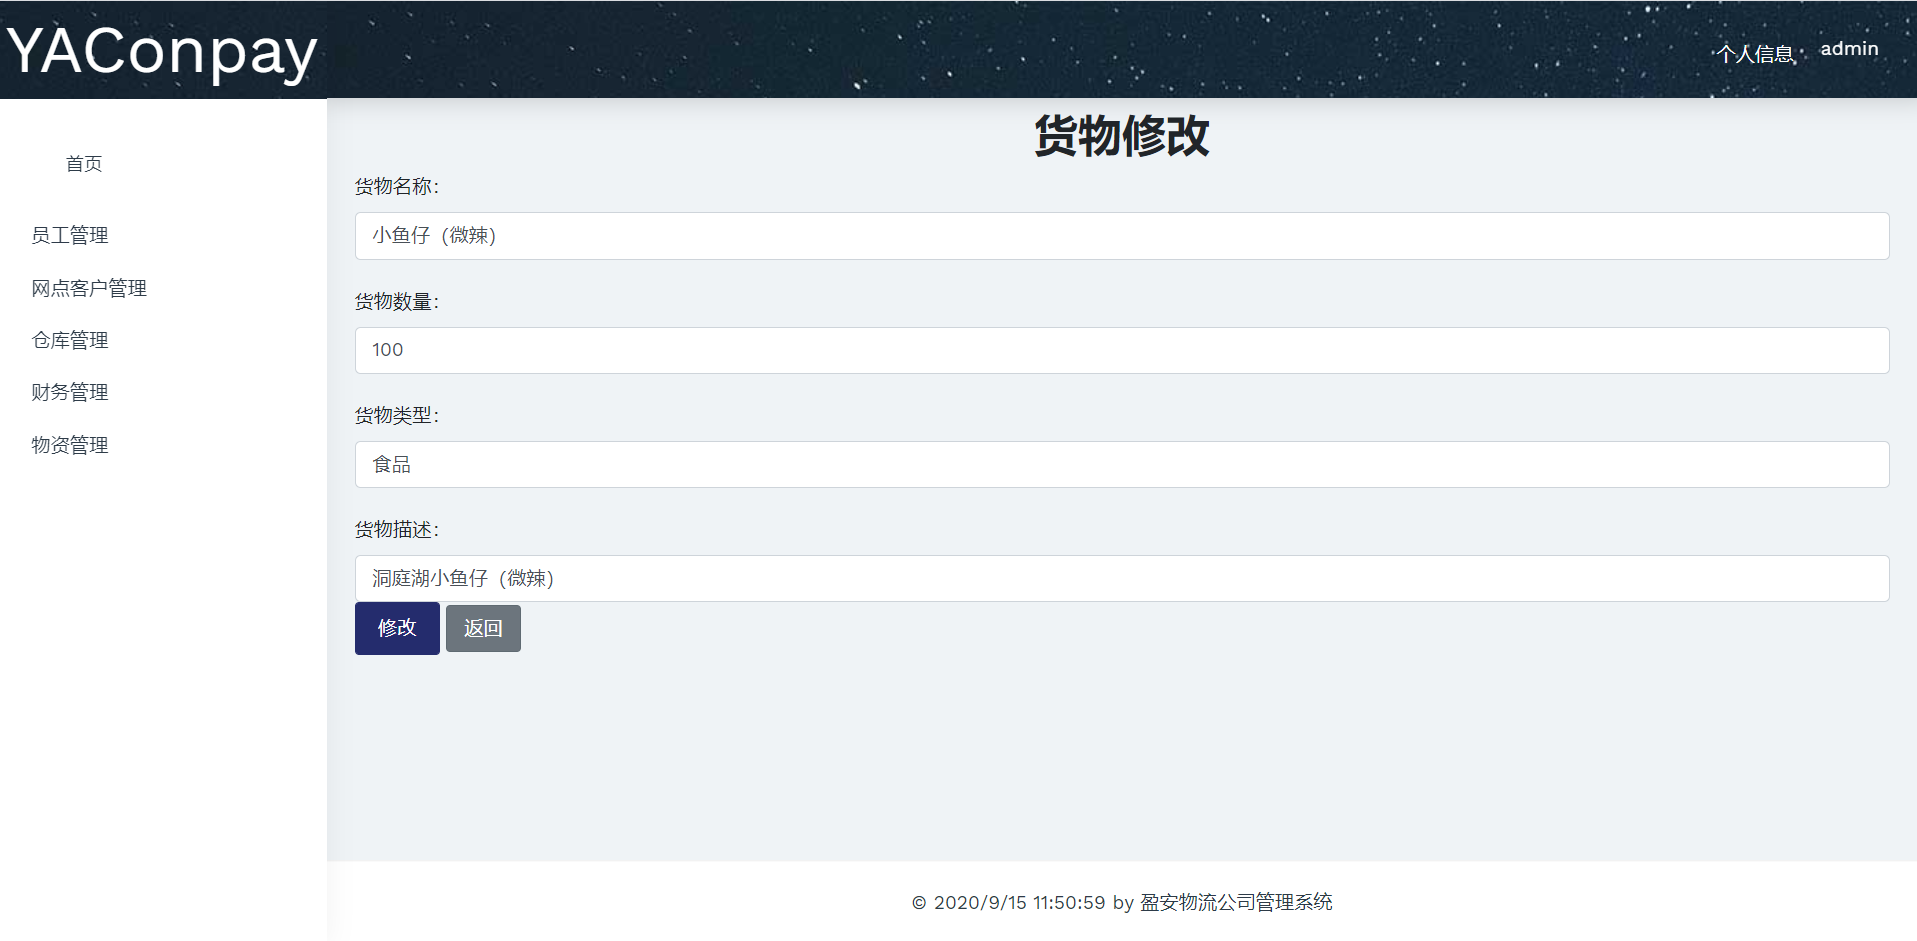 YAConpay
个人信息
admin
首页
员工管理
网点客户管理
仓库管理
财务管理
物资管理
货物修改
货物名称：
小鱼仔（微辣）
货物数量：
100
货物类型：
食品
货物描述：
洞庭湖小鱼仔（微辣）
修改 返回
© 2020/9/15 11:50:59 by 盈安物流公司管理系统